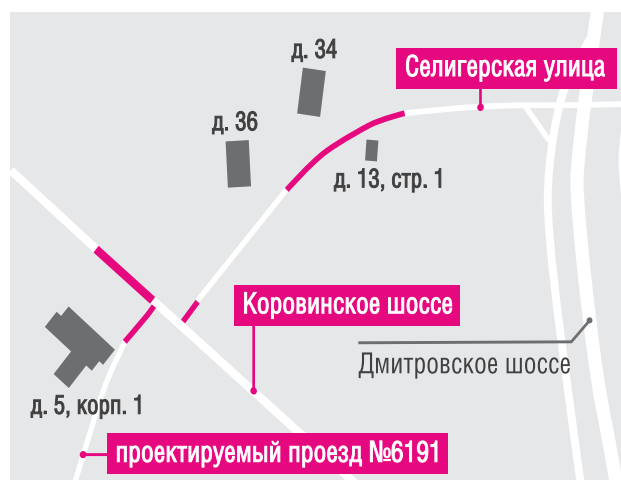 д. 34
Селигерская улица
д. 36
д. 13, стр. 1
Коровинское шоссе
Дмитровское шоссе
д. 5, корп. 1
проектируемый проезд №6191